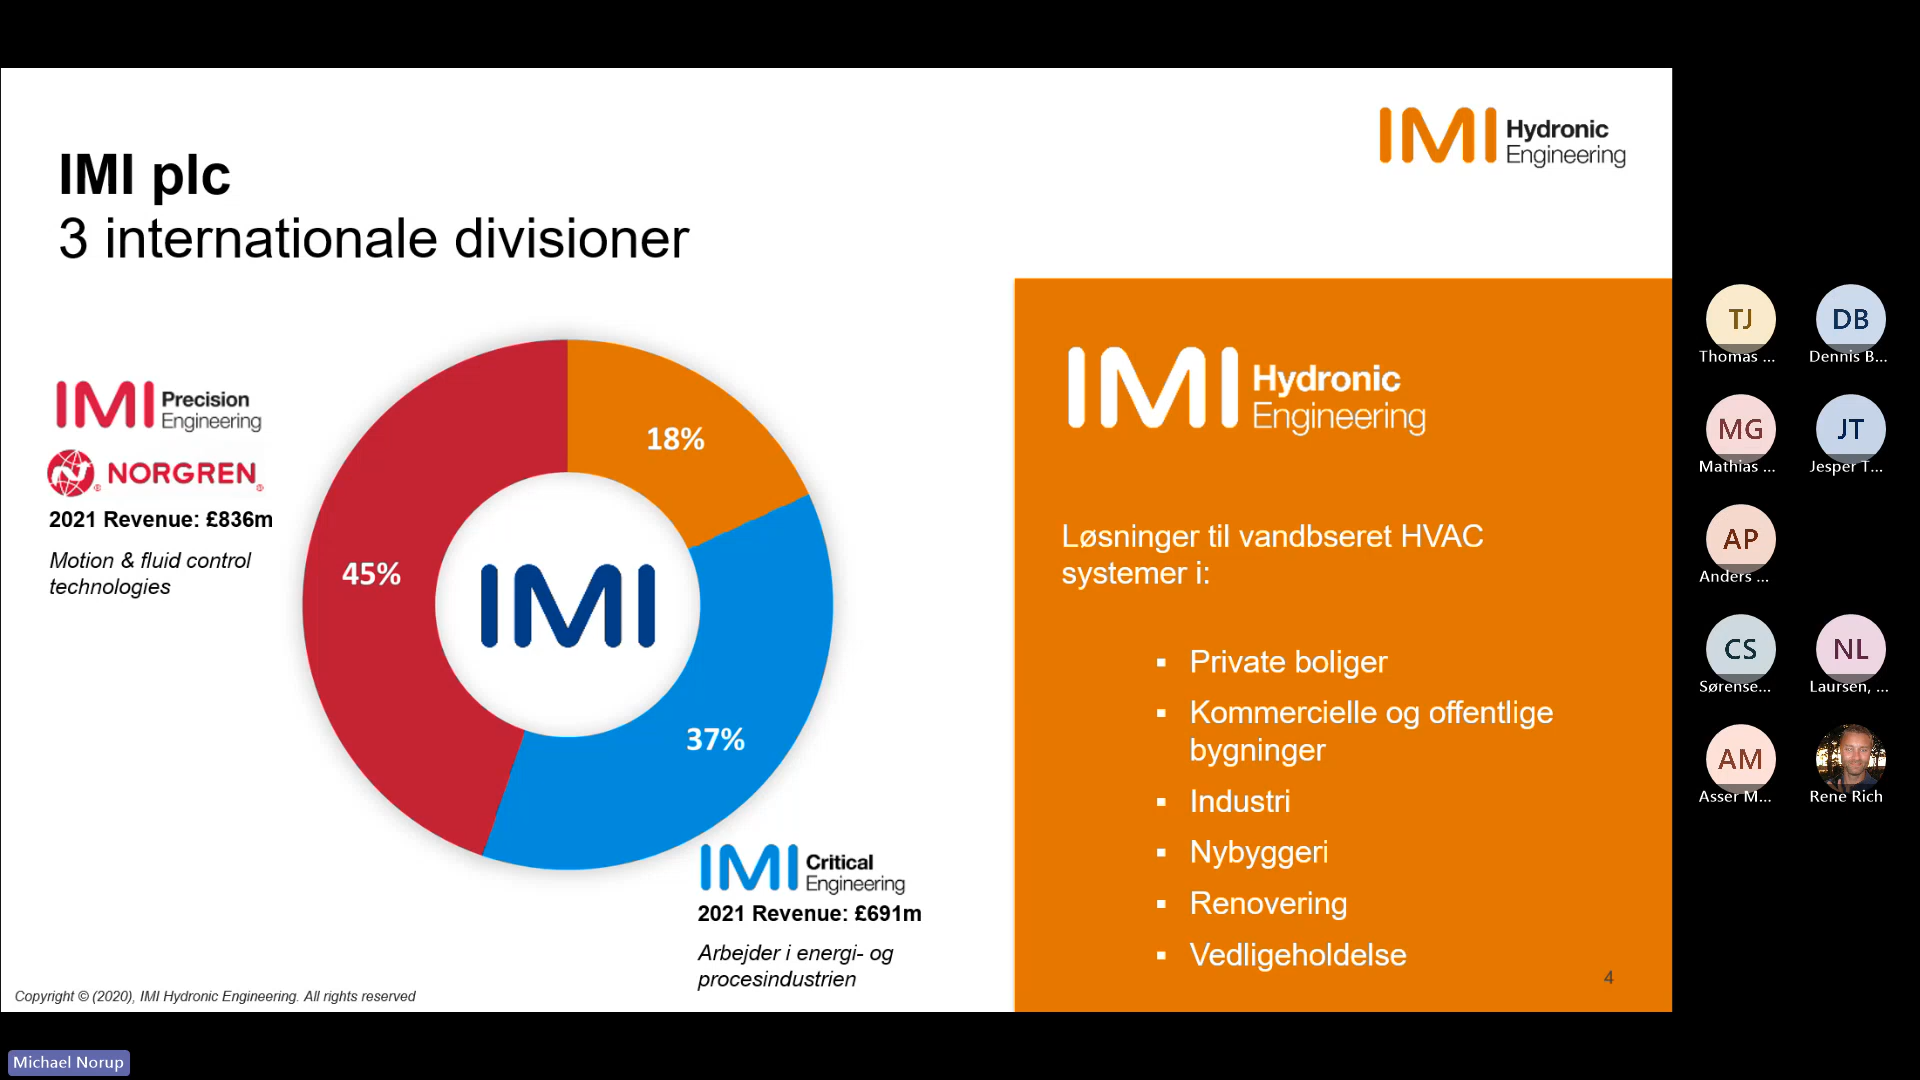 IMI Hydronic
Engineering
IMI plc
3 internationale divisioner
IMI Precision
Engineering
NORGREN
2021 Revenue: £836m
Motion & fluid control
technologies
18%
45%
37%
IMI
IMI Critical
Engineering
2021 Revenue: £691m
Arbejder i energi- og
procesindustrien
IMI Hydronic
Engineering
Løsninger til vandbseret HVAC
systemer i:
▪ Private boliger
▪ Kommercielle og offentlige
bygninger
▪ Industri
▪ Nybyggeri
▪ Renovering
▪ Vedligeholdelse
4
Copyright © (2020), IMI Hydronic Engineering. All rights reserved
TJ
Thomas ...
DB
Dennis B...
MG
Mathias ...
JT
Jesper T...
AP
Anders ...
CS
Sørense...
NL
Laursen, ...
AM
Asser M...
Rene Rich
Michael Norup